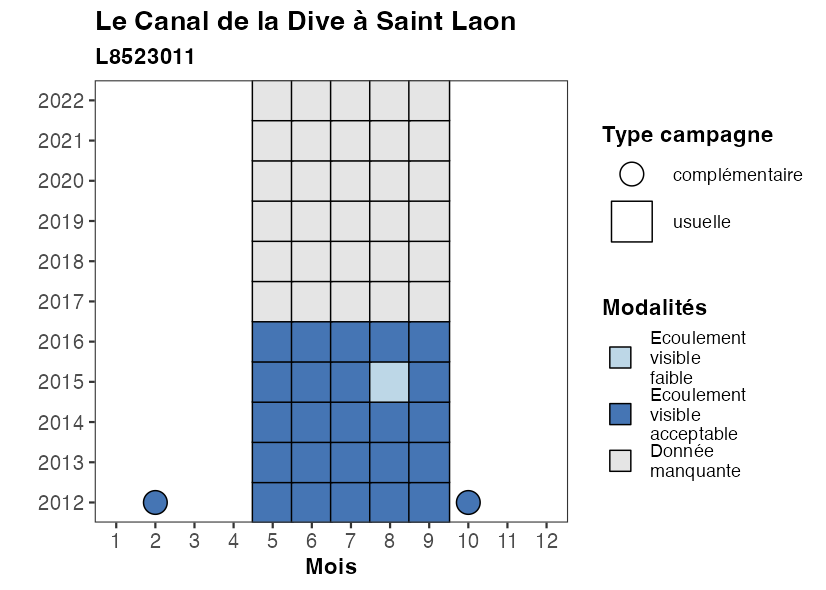 Le Canal de la Dive à Saint Laon
L8523011
2022
2021
2020
2019
2018
2017
2016
2015
2014
2013
2012
1 2 3 4 5 6 7 8 9 10 11 12
Mois
Type campagne
complémentaire
usuelle
Modalités
Ecoulement
visible
faible
Ecoulement
visible
acceptable
Donnée
manquante